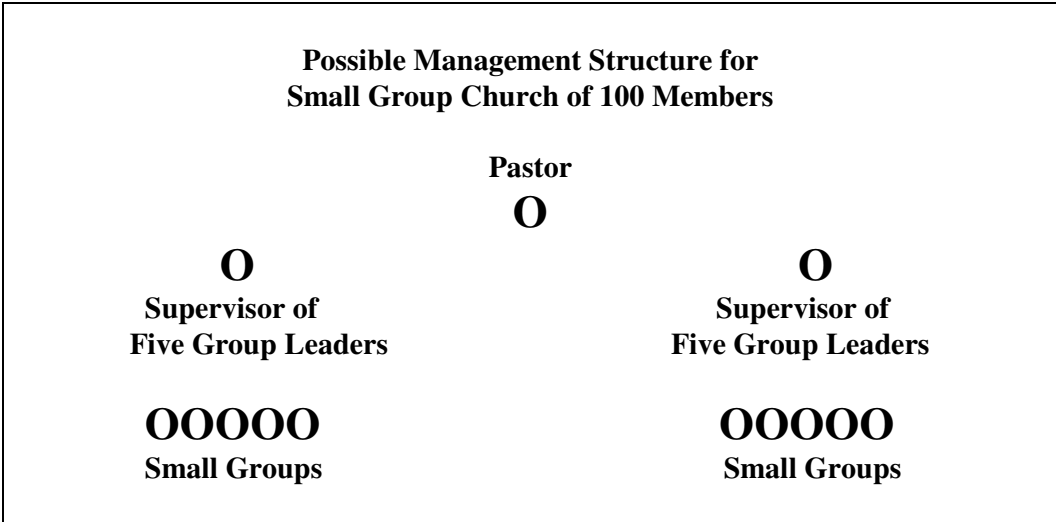 Possible Management Structure for
Small Group Church of 100 Members
Pastor
O
O
Supervisor of
Five Group Leaders
OOOOO
Small Groups
O
Supervisor of
Five Group Leaders
OOOOO
Small Groups